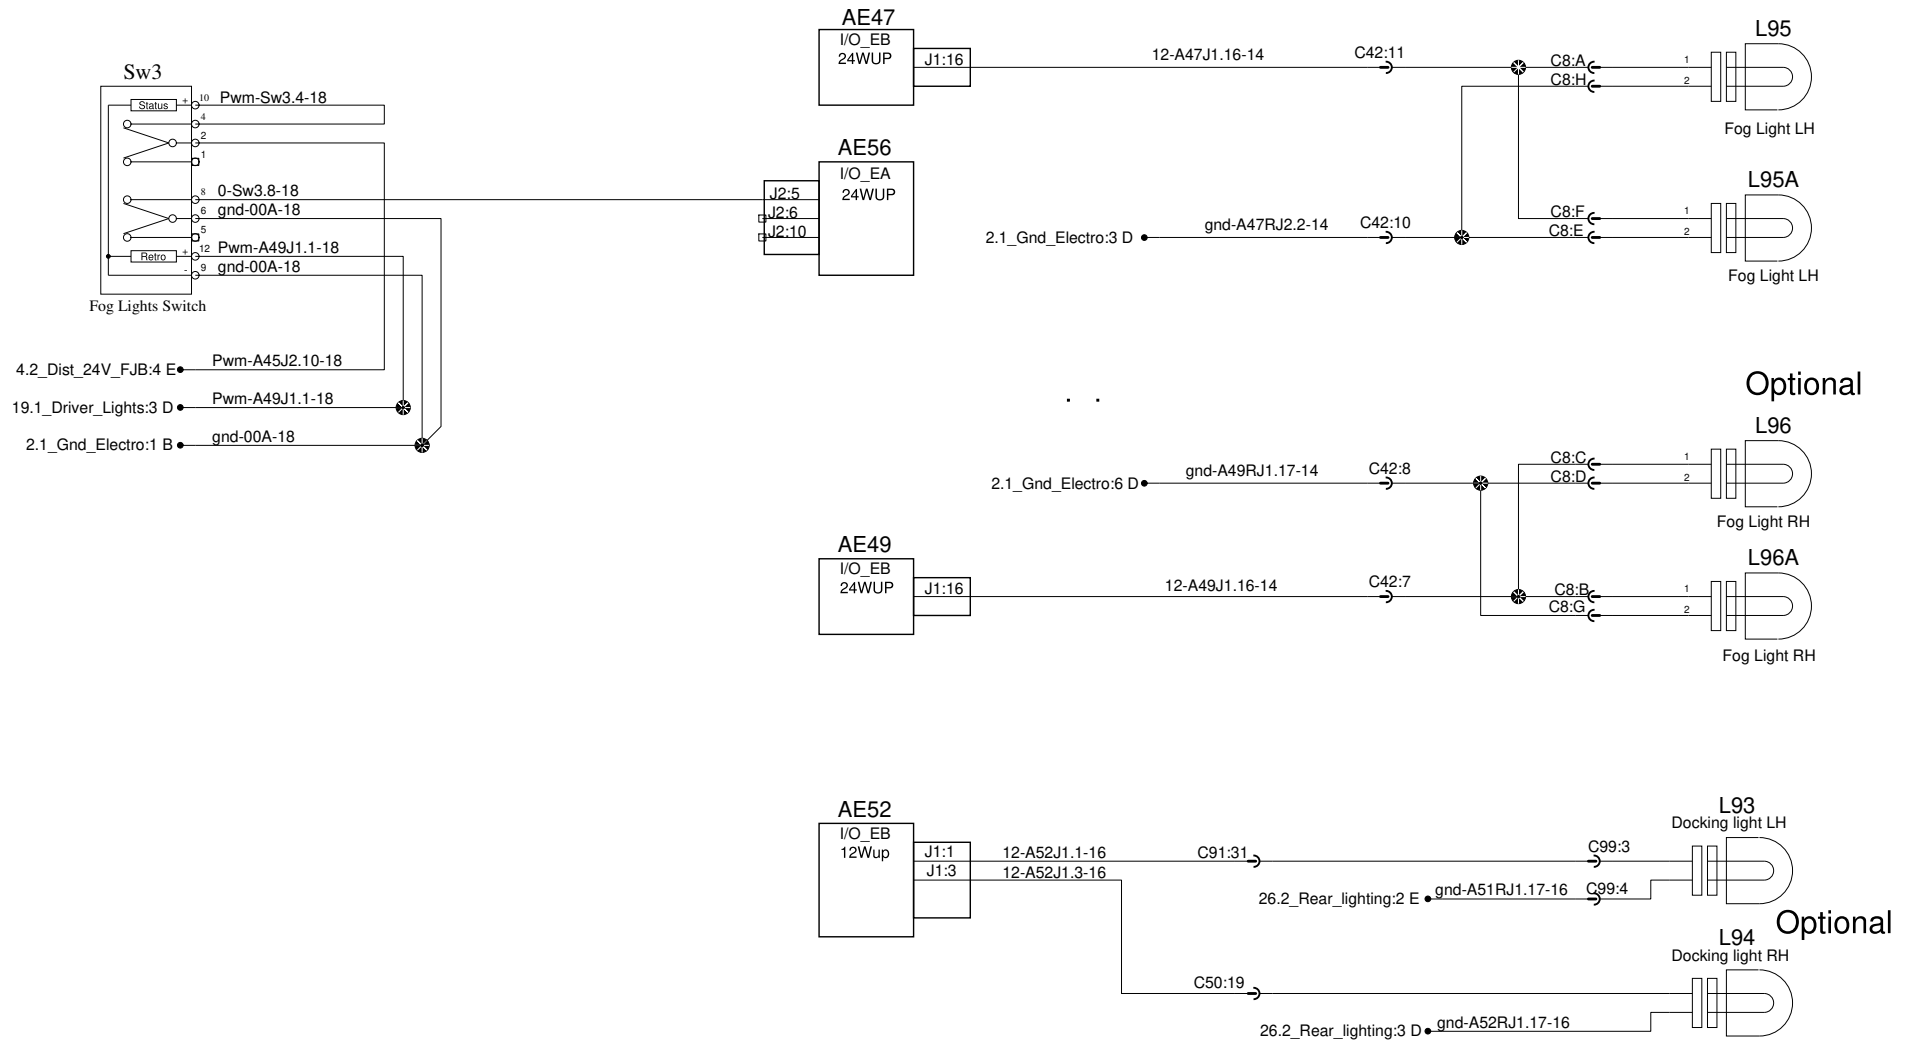 Sw3
Status
+
10
Pwm-Sw3.4-18
4
2
1
8
0-Sw3.8-18
6
gnd-00A-18
5
12
Pwm-A49J1.1-18
Retro
+
-
9
gnd-00A-18
Fog Lights Switch
4.2_Dist_24V_FJB:4 E
Pwm-A45J2.10-18
19.1_Driver_Lights:3 D
Pwm-A49J1.1-18
2.1_Gnd_Electro:1 B
gnd-00A-18
AE47
I/O_EB
24WUP
J1:16
12-A47J1.16-14
C42:11
C8:A
C8:H
1
2
L95
Fog Light LH
AE56
I/O_EA
24WUP
J2:5
J2:6
J2:10
2.1_Gnd_Electro:3 D
gnd-A47RJ2.2-14
C42:10
C8:F
C8:E
1
2
L95A
Fog Light LH
. .
Optional
L96
2.1_Gnd_Electro:6 D
gnd-A49RJ1.17-14
C42:8
C8:C
C8:D
1
2
Fog Light RH
AE49
I/O_EB
24WUP
J1:16
12-A49J1.16-14
C42:7
C8:B
C8:G
1
2
L96A
Fog Light RH
AE52
I/O_EB
12Wup
J1:1
J1:3
12-A52J1.1-16
12-A52J1.3-16
C91:31
C99:3
L93
Docking light LH
26.2_Rear_lighting:2 E
gnd-A51RJ1.17-16
C99:4
Optional
L94
Docking light RH
C50:19
26.2_Rear_lighting:3 D
gnd-A52RJ1.17-16